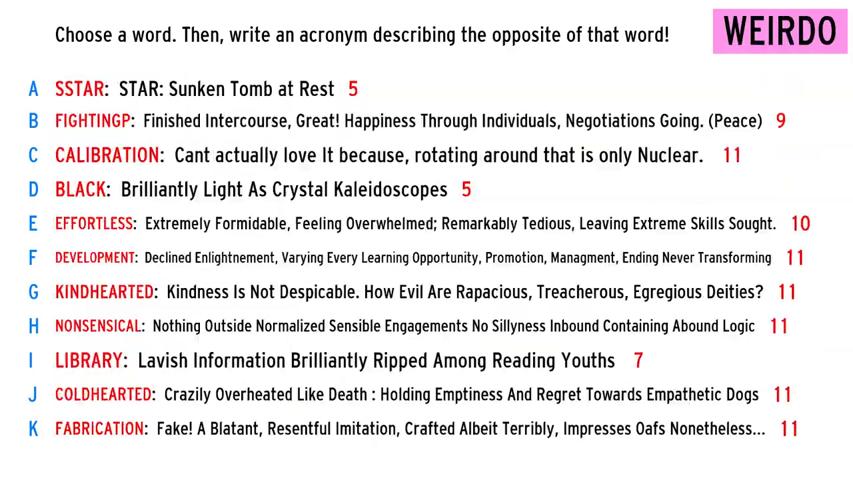 Choose a word. Then, write an acronym describing the opposite of that word!
WEIRDO
A SSTAR: STAR: Sunken Tomb at Rest 5
B FIGHTINGP: Finished Intercourse, Great! Happiness Through Individuals, Negotiations Going. (Peace) 9
C CALIBRATION: Cant actually love It because, rotating around that is only Nuclear. 11
D BLACK: Brilliantly Light As Crystal Kaleidoscopes 5
E EFFORTLESS: Extremely Formidable, Feeling Overwhelmed; Remarkably Tedious, Leaving Extreme Skills Sought. 10
F DEVELOPMENT: Declined Enlightnement, Varying Every Learning Opportunity, Promotion, Managment, Ending Never Transforming 11
G KINDHEARTED: Kindness Is Not Despicable. How Evil Are Rapacious, Treacherous, Egregious Deities? 11
H NONSENSICAL: Nothing Outside Normalized Sensible Engagements No Sillyness Inbound Containing Abound Logic 11
I LIBRARY: Lavish Information Brilliantly Ripped Among Reading Youths 7
J COLDHEARTED: Crazily Overheated Like Death : Holding Emptiness And Regret Towards Empathetic Dogs 11
K FABRICATION: Fake! A Blatant, Resentful Imitation, Crafted Albeit Terribly, Impresses Oafs Nonetheless... 11